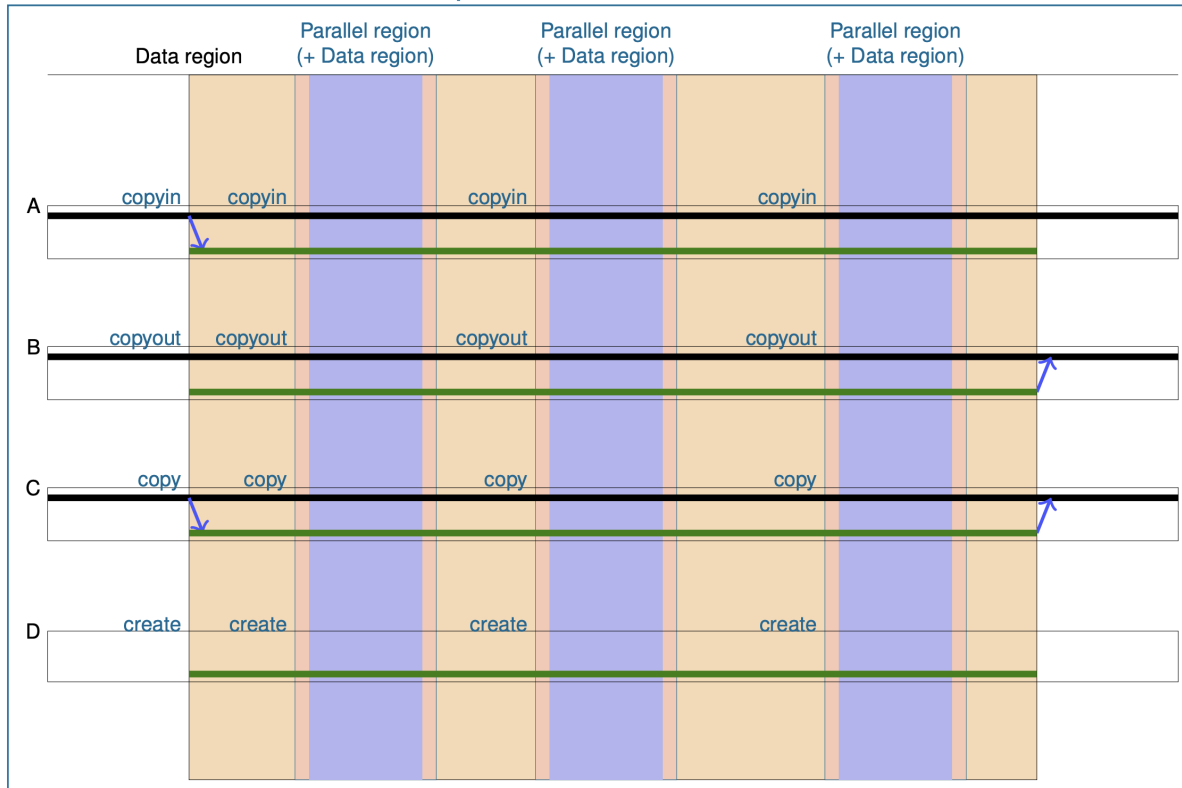 Parallel region
Parallel region
Parallel region
Data region
(+ Data region)
(+ Data region)
(+ Data region)
copyin
copyin
copyin
copyin
A
copyout
copyout
copyout
copyout
B
copy
copy
copy
copy
C
create
create
create
create
D